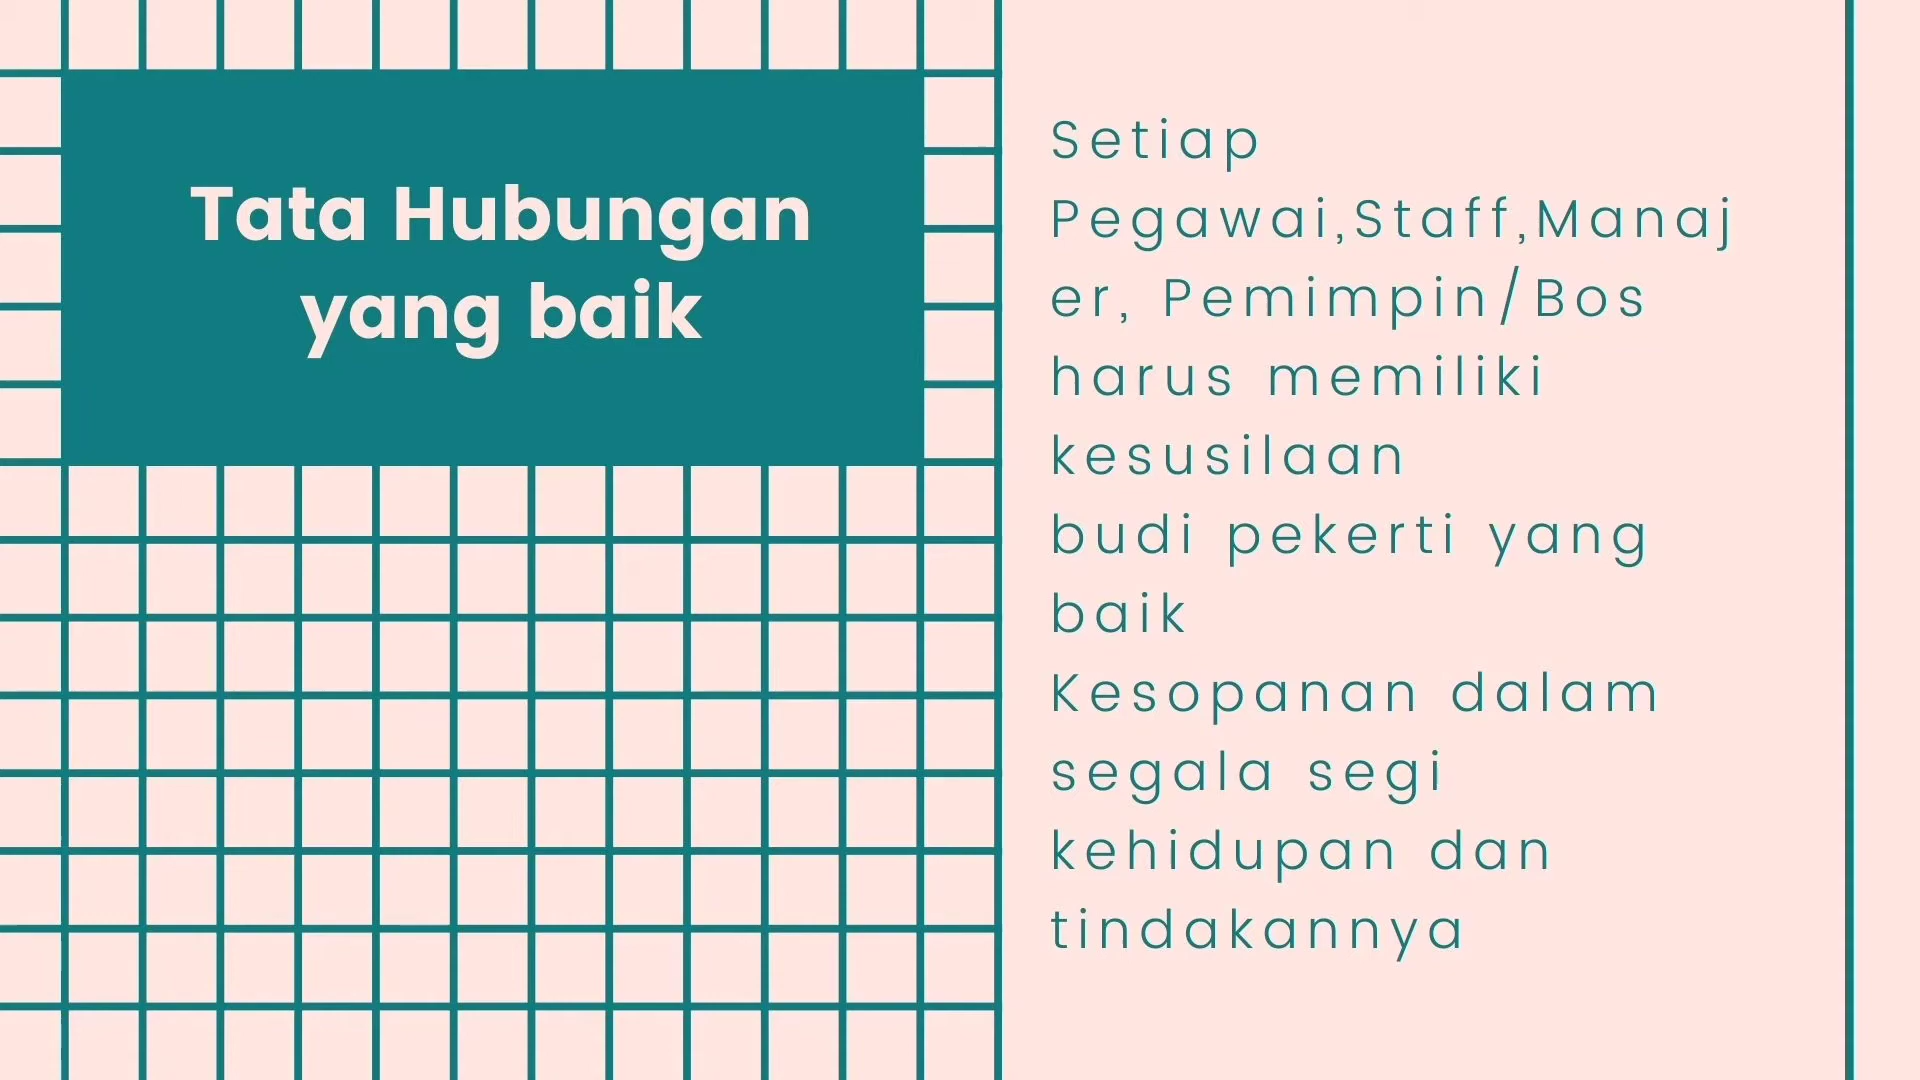 Tata Hubungan
yang baik
Setiap
Pegawai,Staff,Manaj
er, Pemimpin/Bos
harus memiliki
kesusilaan
budi pekerti yang
baik
Kesopanan dalam
segala segi
kehidupan dan
tindakannya